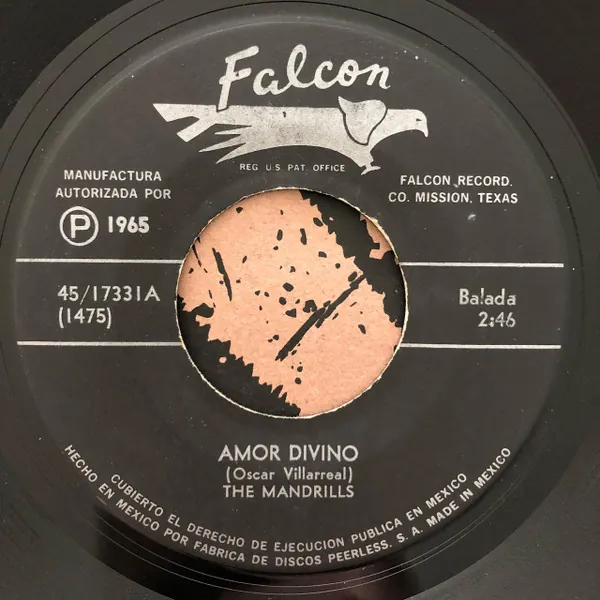 Falcon
REG U.S PAT. OFFICE
MANUFACTURA
AUTORIZADA POR
Ⓟ 1965
FALCON RECORD.
CO. MISSION, TEXAS
45/17331A
(1475)
Balada
2:46
AMOR DIVINO
(Oscar Villarreal)
THE MANDRILLS
CUBIERTO EL DERECHO DE EJECUCION PUBLICA EN MEXICO
HECHO EN MEXICO POR FABRICA DE DISCOS PEERLESS. S. A. MADE IN MEXICO